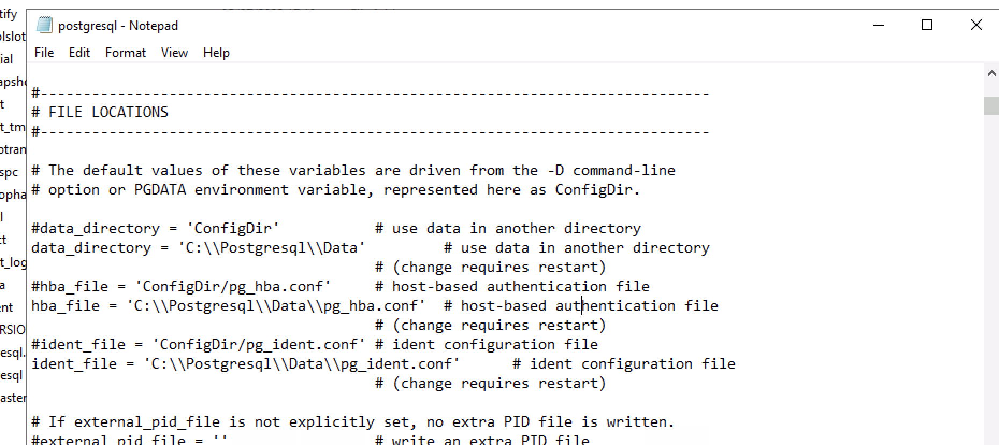 postgresql - Notepad
File Edit Format View Help
#------------------------------------------------------------------------------
# FILE LOCATIONS
#------------------------------------------------------------------------------
# The default values of these variables are driven from the -D command-line
# option or PGDATA environment variable, represented here as ConfigDir.
#data_directory = 'ConfigDir' # use data in another directory
data_directory = 'C:\\Postgresql\\Data' # use data in another directory
# (change requires restart)
#hba_file = 'ConfigDir/pg_hba.conf' # host-based authentication file
hba_file = 'C:\\Postgresql\\Data\\pg_hba.conf' # host-based authentication file
# (change requires restart)
#ident_file = 'ConfigDir/pg_ident.conf' # ident configuration file
ident_file = 'C:\\Postgresql\\Data\\pg_ident.conf' # ident configuration file
# (change requires restart)
# If external_pid_file is not explicitly set, no extra PID file is written.
#external_pid_file = '' # write an extra PID file
tify
olslot
ial
apsho
t
t_tm
otran
spc
opha
l
ct
t_log
a
ent
RSIO
esql.
esql
aster